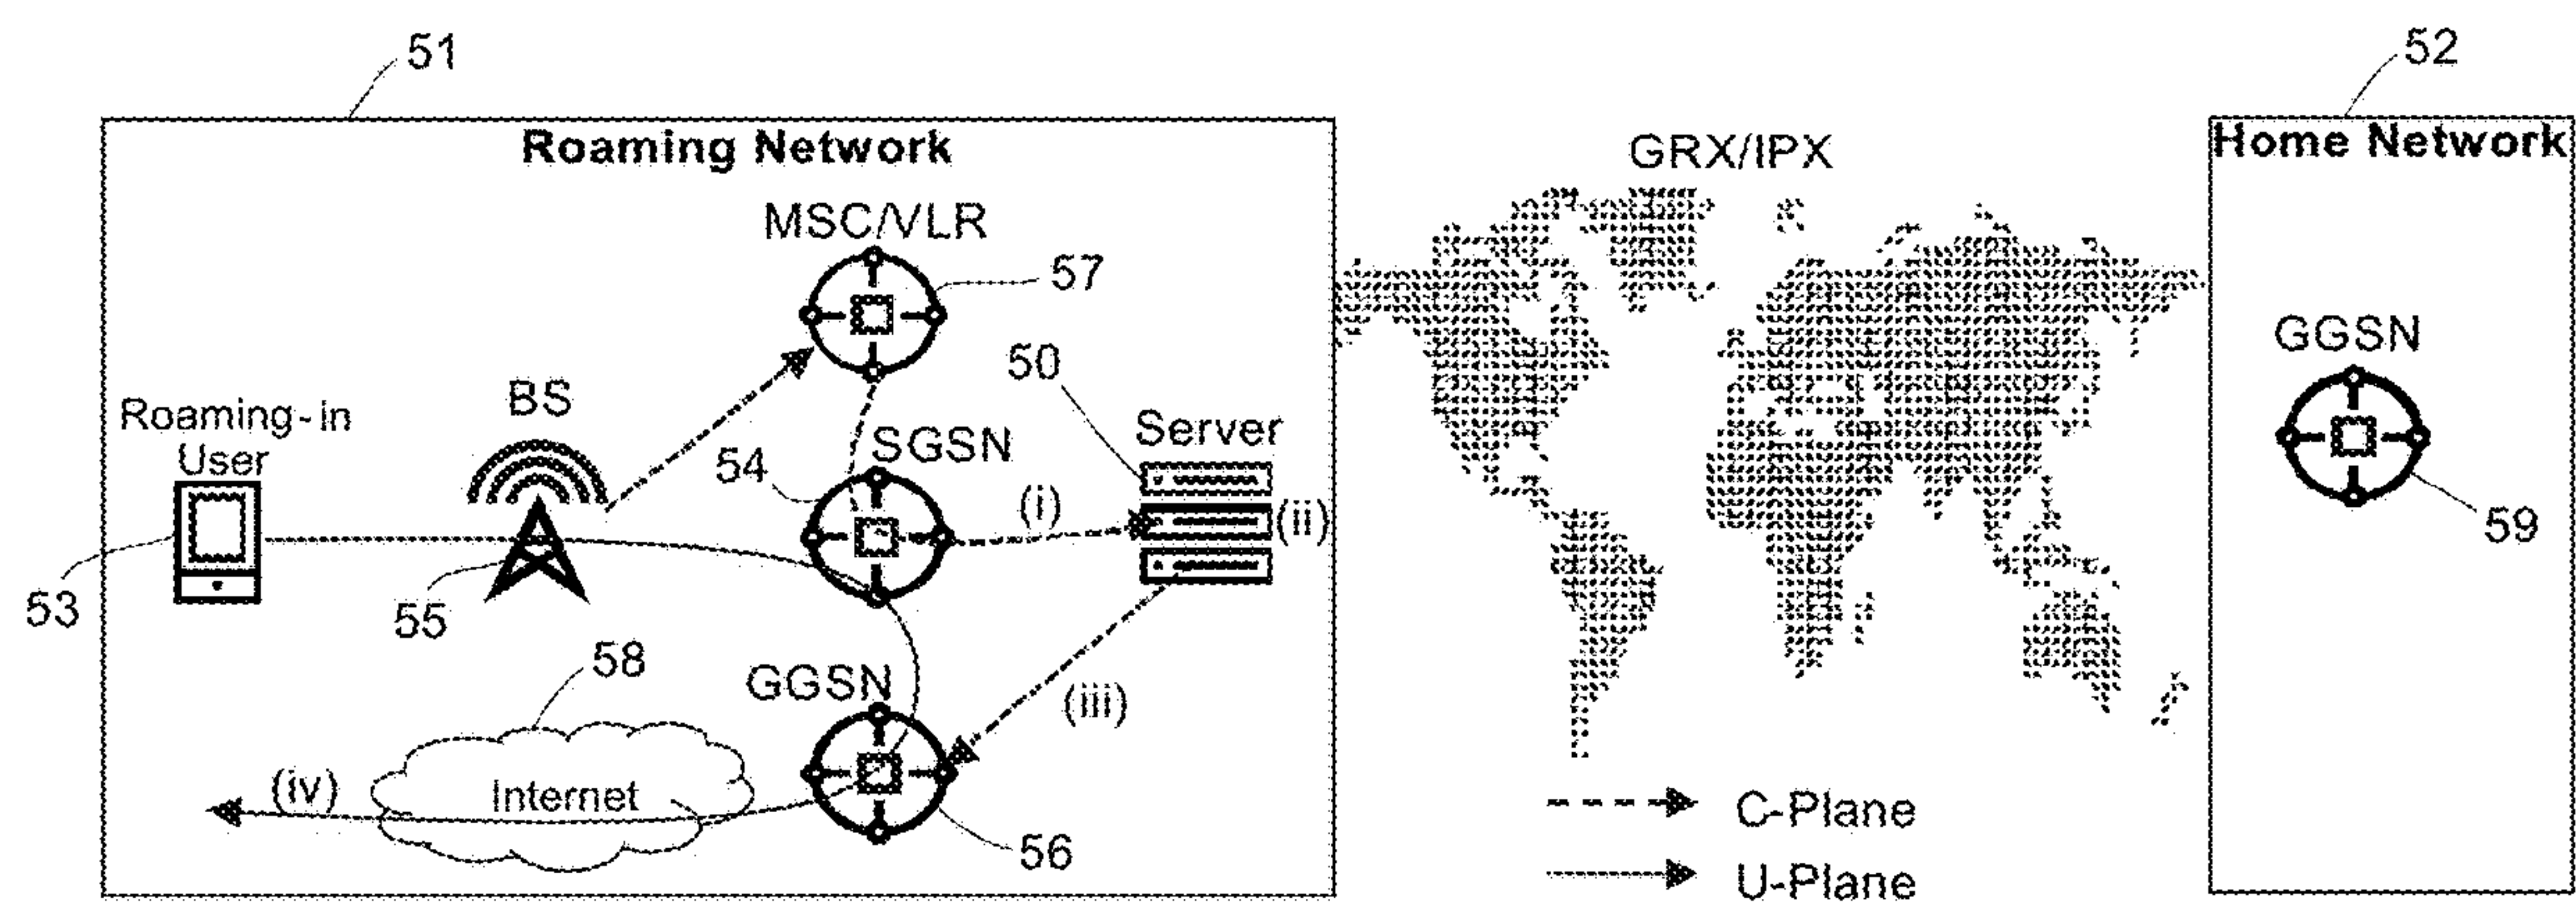 51
52
Roaming Network
GRX/IPX
Home Network
MSC/VLR
57
GGSN
50
BS
Roaming-In
User
SGSN
54
Server
(i)
(ii)
59
53
55
58
GGSN
(iii)
(iv)
Internet
56
C-Plane
U-Plane